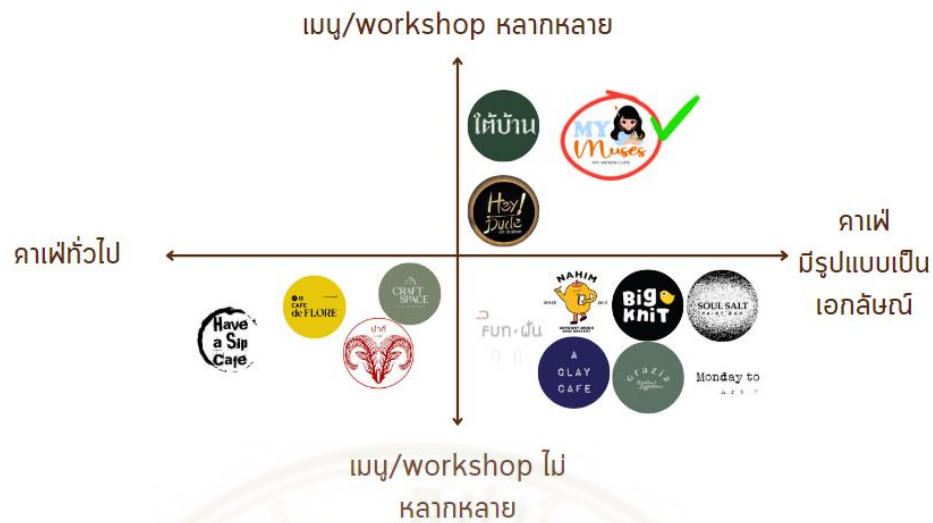 เมนู/workshop หลากหลาย
ใต้บ้าน
MY
Muses
MY MUSES CAFE
Hey!
Dude
คาเฟ่ทั่วไป
คาเฟ่
มีรูปแบบเป็น
เอกลัษณ์
Have
a Sip
Cafe
CAFE
de FLORE
CRAFT
SPACE
ปากี
FUN·ฝัน
NAHIM
Big
Knit
SOUL SALT
A
CLAY
CAFE
grazie
Monday to
เมนู/workshop ไม่
หลากหลาย